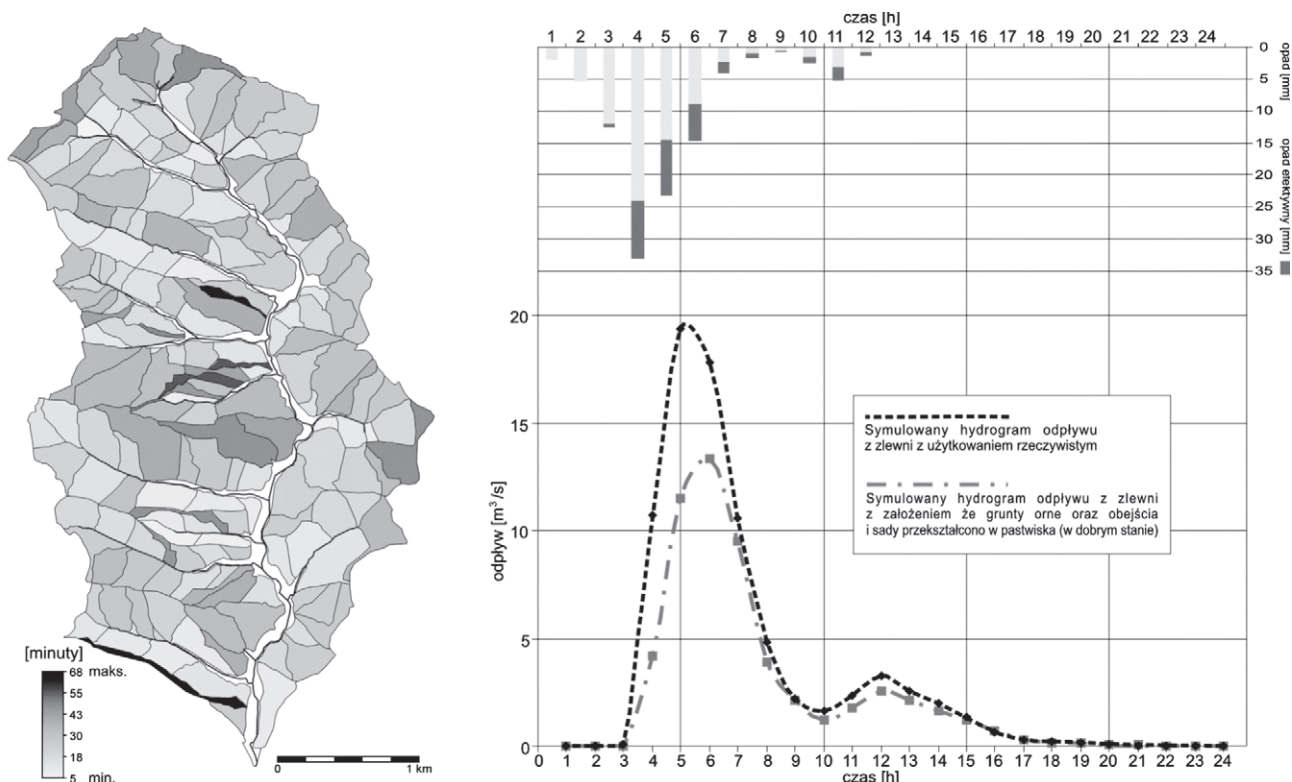 [minuty]
68 maks.
55
43
30
18
5 min.
0 1 km
czas [h]
1 2 3 4 5 6 7 8 9 10 11 12 13 14 15 16 17 18 19 20 21 22 23 24
0
5
10
15
20
25
30
35
opad [mm]
opad efektywny [mm]
20
15
10
5
0
odpływ [m³/s]
Symulowany hydrogram odpływu
z zlewni z użytkowaniem rzeczywistym
Symulowany hydrogram odpływu z zlewni
z założeniem że grunty orne oraz obejścia
i sady przekształcono w pastwiska (w dobrym stanie)
0 1 2 3 4 5 6 7 8 9 10 11 12 13 14 15 16 17 18 19 20 21 22 23 24
czas [h]